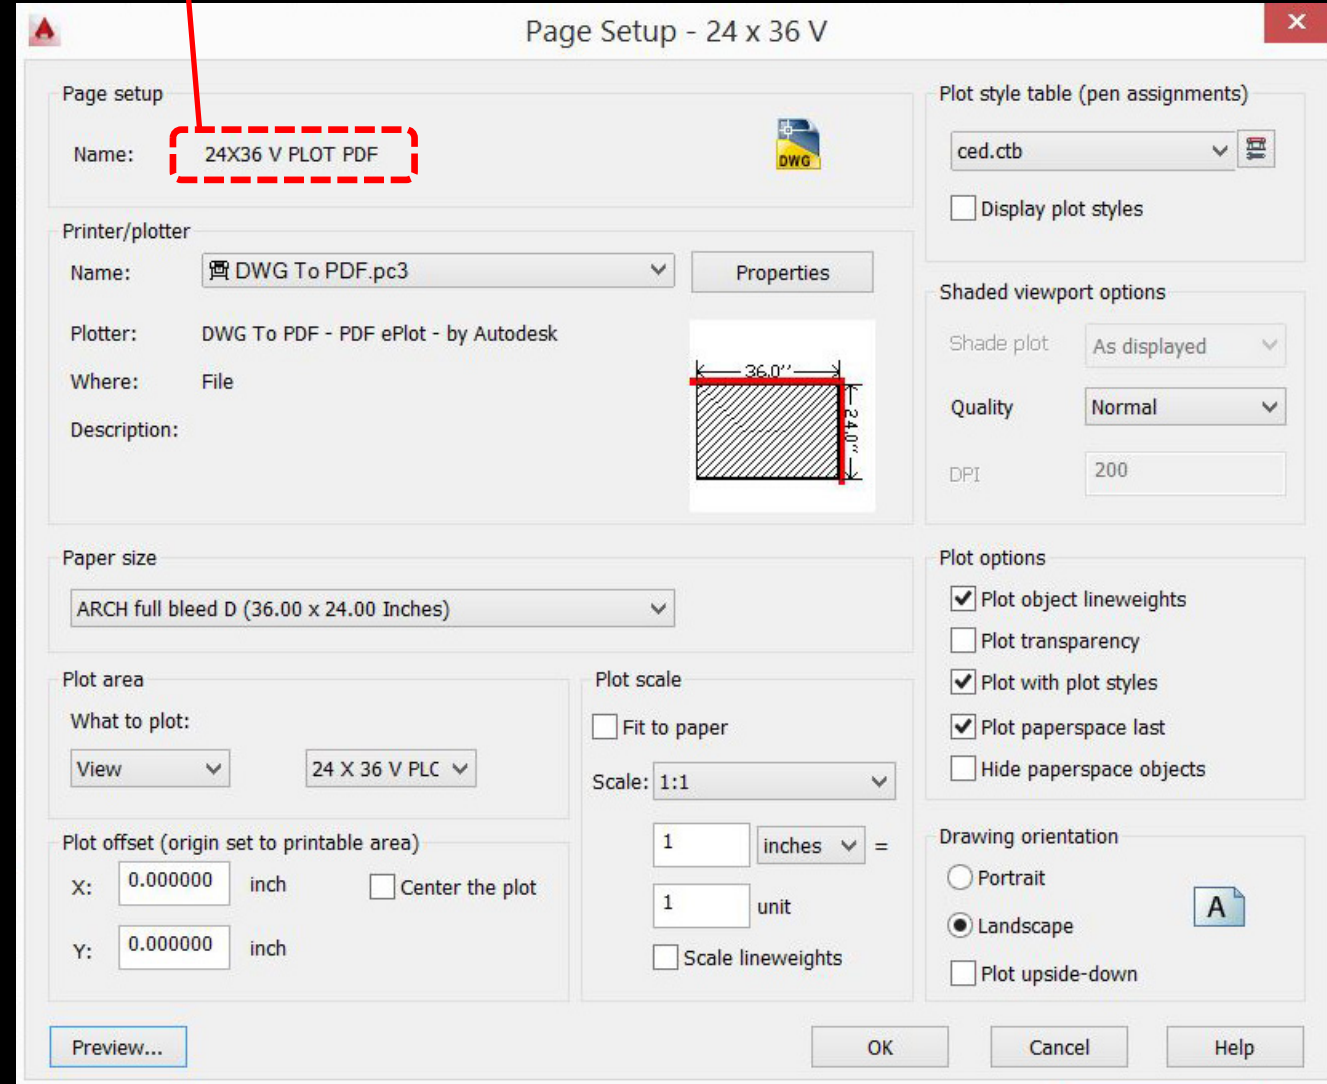 Page Setup - 24 x 36 V
Page setup
Name: 24X36 V PLOT PDF
DWG
Plot style table (pen assignments)
ced.ctb
Display plot styles
Printer/plotter
Name: DWG To PDF.pc3 Properties
Plotter: DWG To PDF - PDF ePlot - by Autodesk
Where: File
Description:
36.0''
24.0''
Shaded viewport options
Shade plot As displayed
Quality Normal
DPI 200
Paper size
ARCH full bleed D (36.00 x 24.00 Inches)
Plot options
Plot object lineweights
Plot transparency
Plot with plot styles
Plot paperspace last
Hide paperspace objects
Plot area
What to plot:
View 24 X 36 V PLC
Plot scale
Fit to paper
Scale: 1:1
1 inches =
1 unit
Scale lineweights
Plot offset (origin set to printable area)
X: 0.000000 inch Center the plot
Y: 0.000000 inch
Drawing orientation
Portrait
Landscape
Plot upside-down
A
Preview... OK Cancel Help